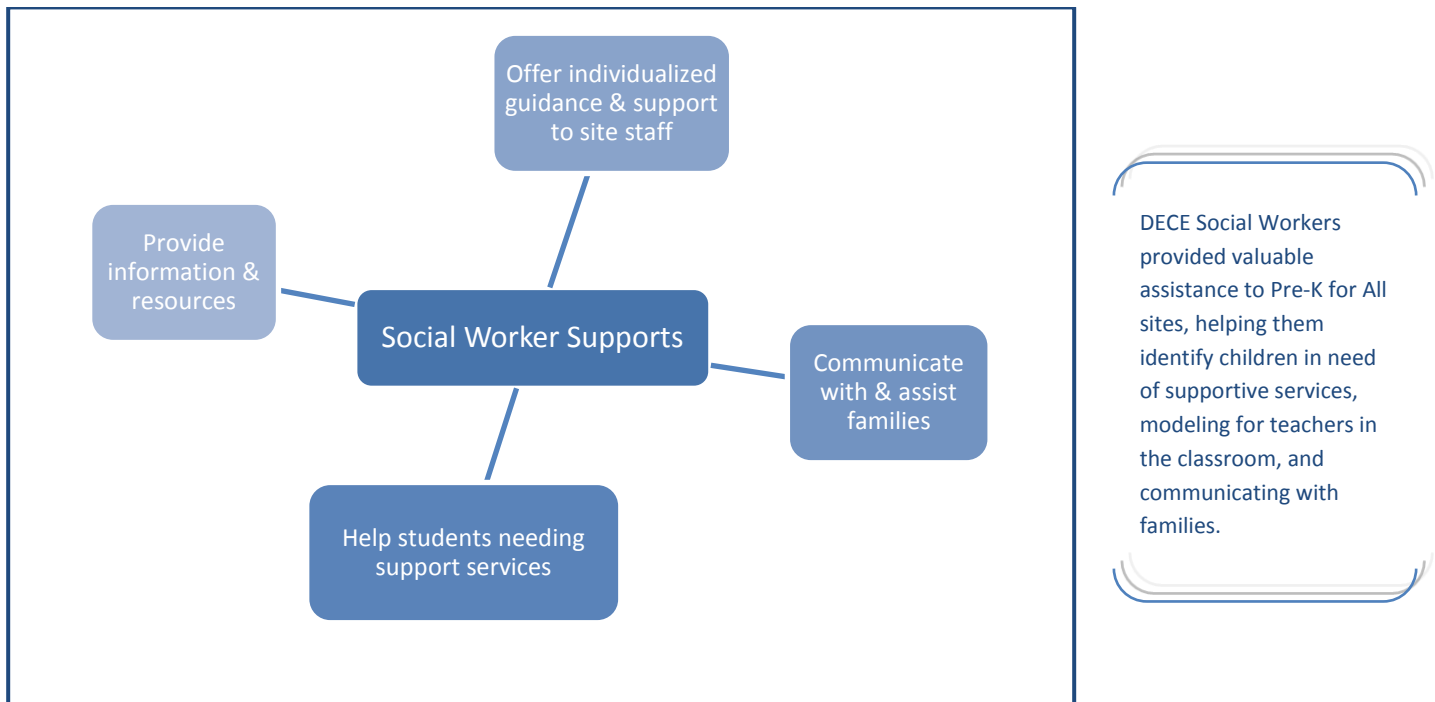 Offer individualized
guidance & support
to site staff
Provide
information &
resources
Social Worker Supports
Communicate
with & assist
families
Help students needing
support services
DECE Social Workers
provided valuable
assistance to Pre-K for All
sites, helping them
identify children in need
of supportive services,
modeling for teachers in
the classroom, and
communicating with
families.